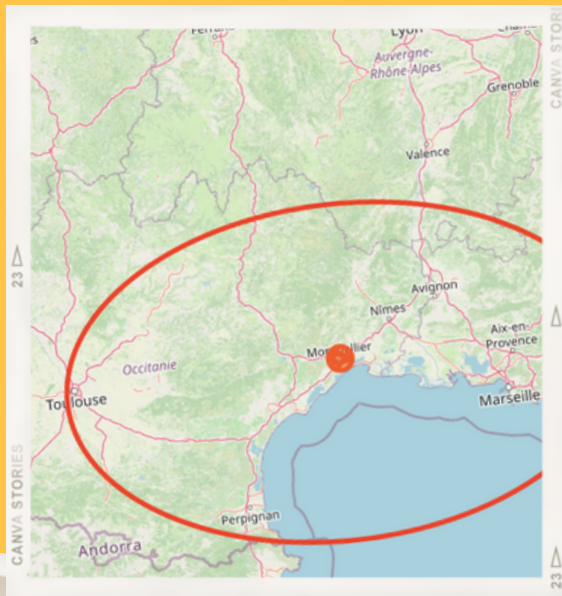 CANVA STORIES
Lyon
Auvergne-
Rhône-Alpes
Grenoble
Valence
Avignon
Nîmes
Aix-en-
Provence
Occitanie
Toulouse
Marseille
Perpignan
Andorra
23
CANVA STORIES
23